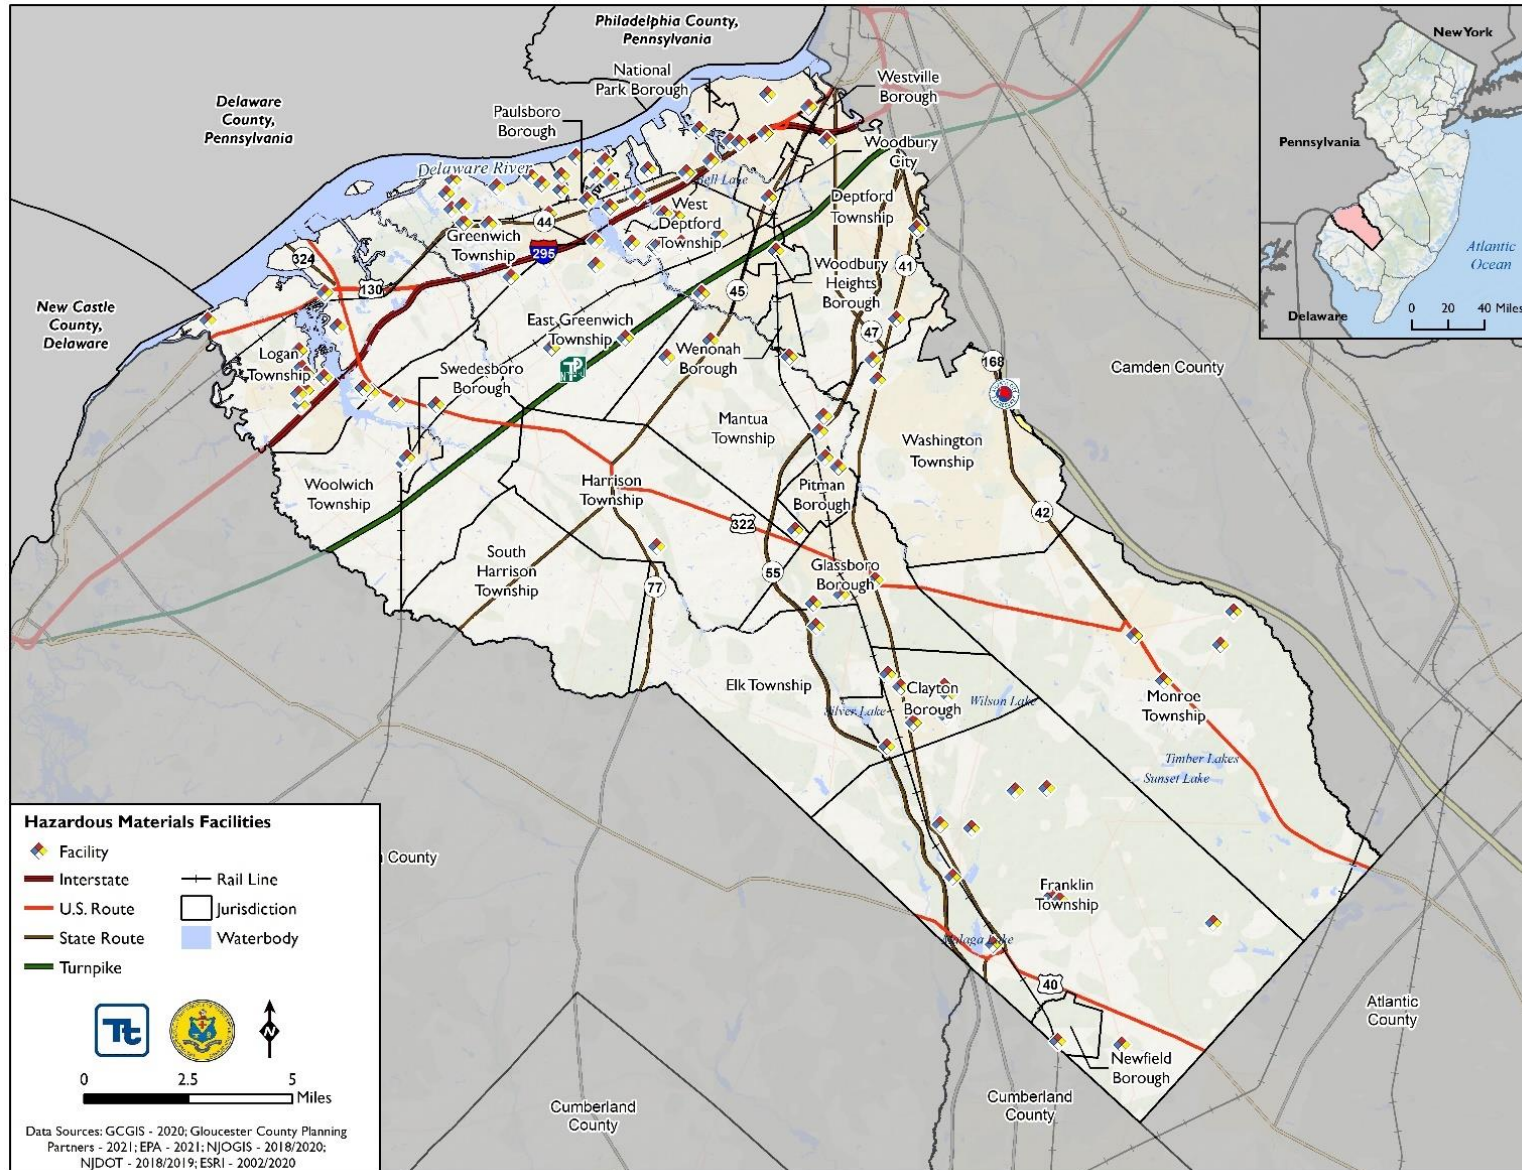 Philadelphia County,
Pennsylvania
New York
Delaware
County,
Pennsylvania
National
Park Borough
Westville
Borough
Paulsboro
Borough
Woodbury
City
Pennsylvania
Delaware River
Bell Lake
West
Deptford
Township
Deptford
Township
Atlantic
Ocean
44
Greenwich
Township
295
324
130
41
Woodbury
Heights
Borough
45
New Castle
County,
Delaware
Delaware
0 20 40 Miles
East Greenwich
Township
47
Wenonah
Borough
Logan
Township
Swedesboro
Borough
TP
168
Camden County
Mantua
Township
Washington
Township
Woolwich
Township
Harrison
Township
Pitman
Borough
322
42
South
Harrison
Township
77
55
Glassboro
Borough
Elk Township
Clayton
Borough
Silver Lake
Wilson Lake
Monroe
Township
Timber Lakes
Sunset Lake
County
Franklin
Township
Malaga Lake
40
Atlantic
County
Newfield
Borough
Cumberland
County
Cumberland
County
Hazardous Materials Facilities
Facility
Interstate
Rail Line
U.S. Route
Jurisdiction
State Route
Waterbody
Turnpike
Tt
N
0 2.5 5
Miles
Data Sources: GCGIS - 2020; Gloucester County Planning
Partners - 2021; EPA - 2021; NJOGIS - 2018/2020;
NJDOT - 2018/2019; ESRI - 2002/2020